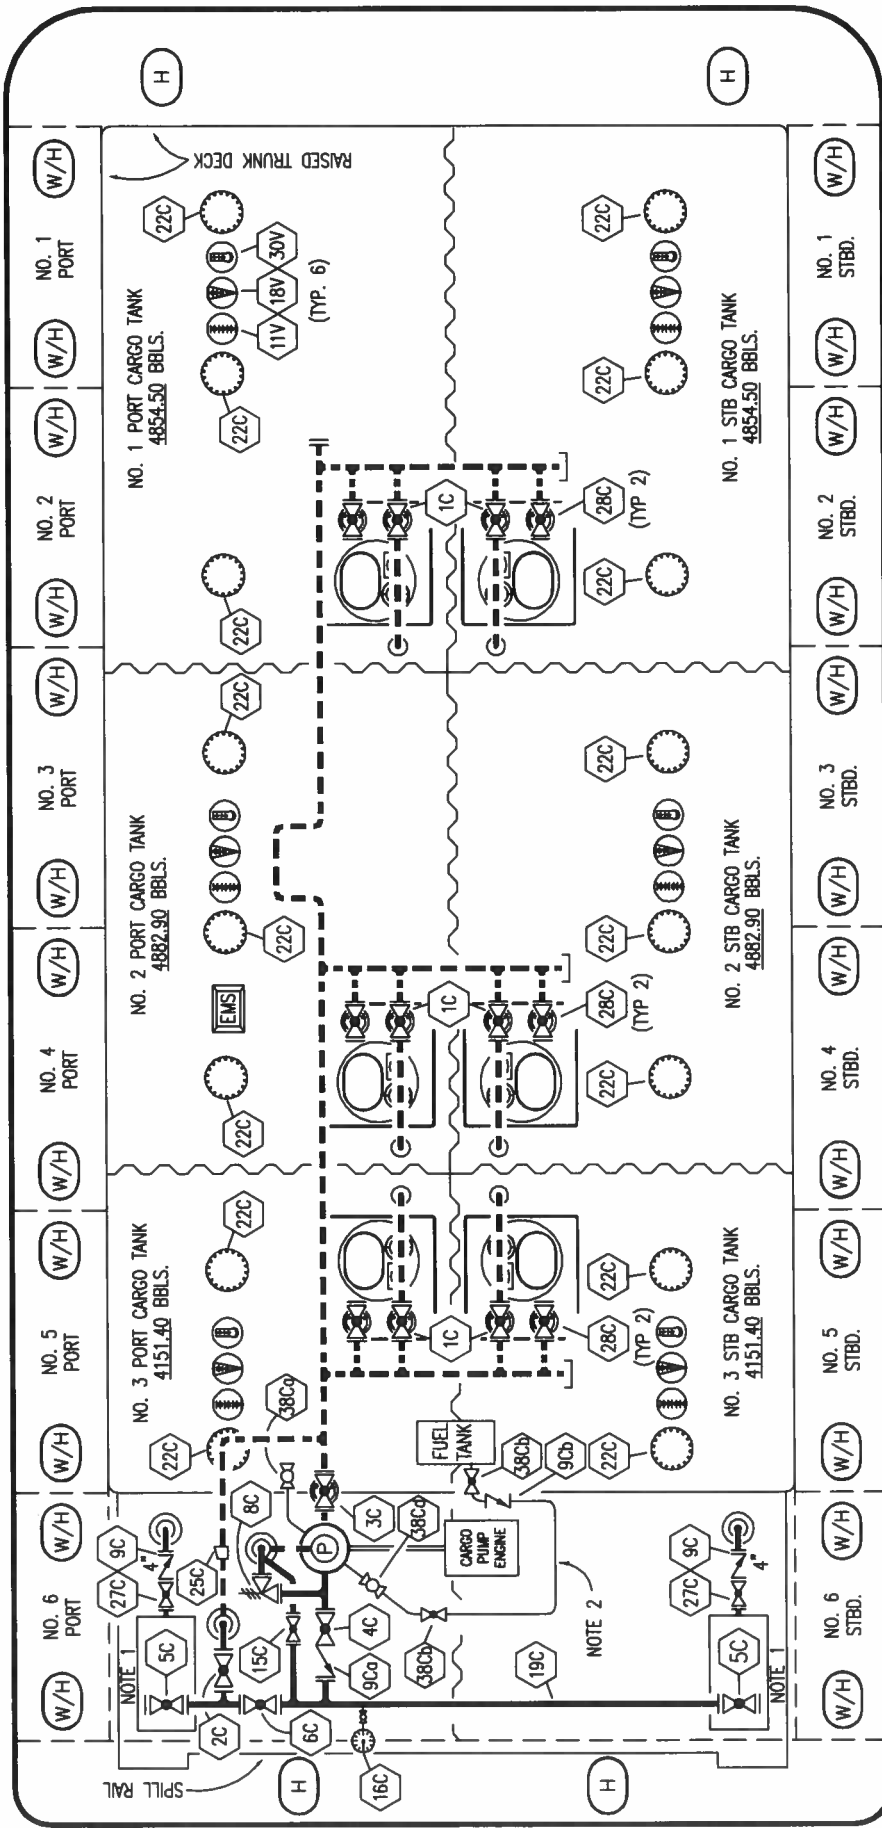 H
H
RAISED TRUNK DECK
W/H
NO. 1
PORT
W/H
W/H
NO. 2
PORT
W/H
W/H
NO. 3
PORT
W/H
W/H
NO. 4
PORT
W/H
W/H
NO. 5
PORT
W/H
W/H
NO. 6
PORT
W/H
NO. 1 PORT CARGO TANK
4854.50 BBLS.
22C
30V
18V
11V
(TYP. 6)
22C
22C
1C
28C
(TYP 2)
NO. 1 STB CARGO TANK
4854.50 BBLS.
22C
22C
22C
NO. 2 PORT CARGO TANK
4882.90 BBLS.
22C
22C
EMS
22C
1C
28C
(TYP 2)
NO. 2 STB CARGO TANK
4882.90 BBLS.
22C
22C
22C
NO. 3 PORT CARGO TANK
4151.40 BBLS.
22C
22C
38Ca
1C
28C
(TYP 2)
NO. 3 STB CARGO TANK
4151.40 BBLS.
22C
22C
FUEL
TANK
38Cb
9Cb
8C
3C
38Ca
P
CARGO
PUMP
ENGINE
9C
27C
4"
25C
NOTE 1
5C
2C
15C
6C
4C
9Ca
38Cb
NOTE 2
19C
16C
9C
27C
4"
5C
NOTE 1
SPILL RAIL
H
H
W/H
NO. 1
STBD.
W/H
W/H
NO. 2
STBD.
W/H
W/H
NO. 3
STBD.
W/H
W/H
NO. 4
STBD.
W/H
W/H
NO. 5
STBD.
W/H
W/H
NO. 6
STBD.
W/H